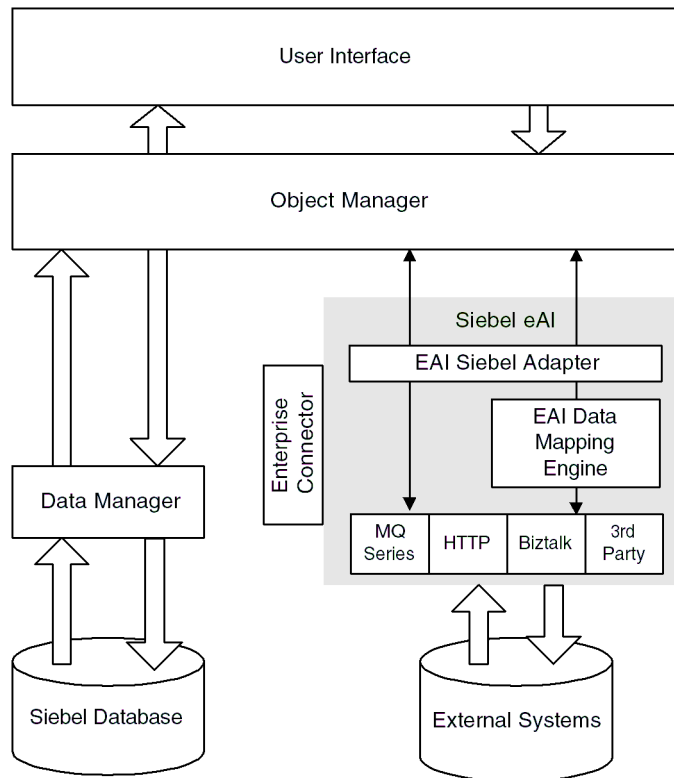 User Interface
Object Manager
Siebel eAI
EAI Siebel Adapter
Enterprise
Connector
EAI Data
Mapping
Engine
Data Manager
MQ
Series
HTTP
Biztalk
3rd
Party
Siebel Database
External Systems